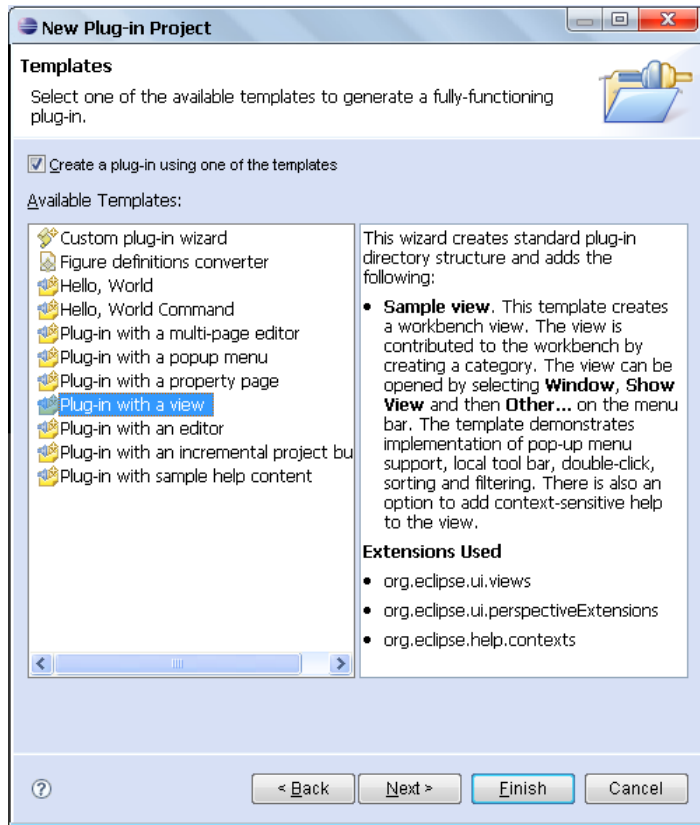 New Plug-in Project
Templates
Select one of the available templates to generate a fully-functioning
plug-in.
Create a plug-in using one of the templates
Available Templates:
Custom plug-in wizard
Figure definitions converter
Hello, World
Hello, World Command
Plug-in with a multi-page editor
Plug-in with a popup menu
Plug-in with a property page
Plug-in with a view
Plug-in with an editor
Plug-in with an incremental project bu
Plug-in with sample help content
This wizard creates standard plug-in
directory structure and adds the
following:
• Sample view. This template creates
a workbench view. The view is
contributed to the workbench by
creating a category. The view can be
opened by selecting Window, Show
View and then Other... on the menu
bar. The template demonstrates
implementation of pop-up menu
support, local tool bar, double-click,
sorting and filtering. There is also an
option to add context-sensitive help
to the view.
Extensions Used
• org.eclipse.ui.views
• org.eclipse.ui.perspectiveExtensions
• org.eclipse.help.contexts
?
< Back
Next >
Finish
Cancel